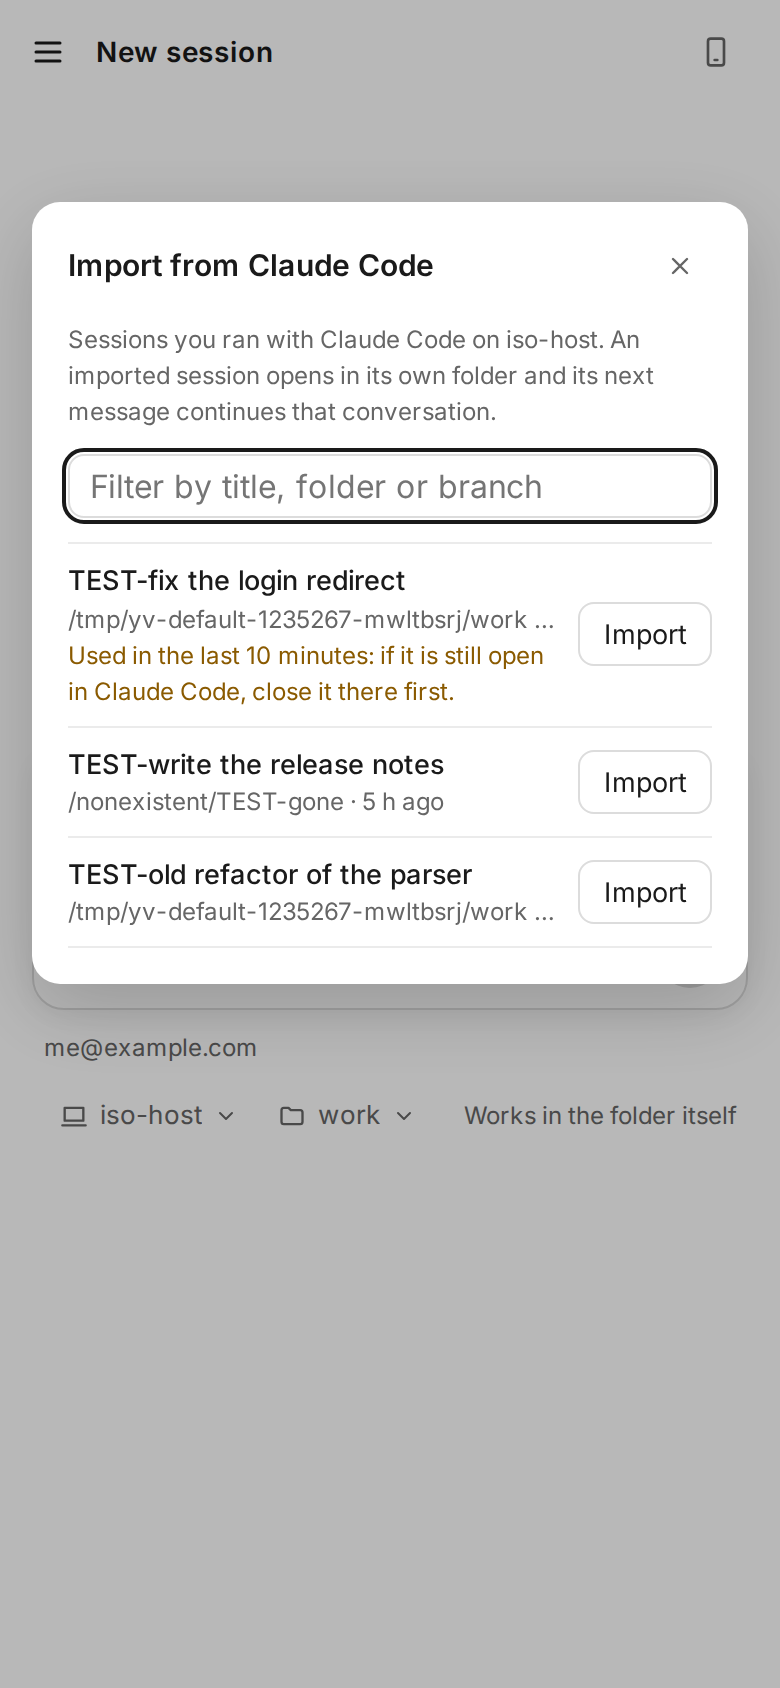 New session
Import from Claude Code
Sessions you ran with Claude Code on iso-host. An
imported session opens in its own folder and its next
message continues that conversation.
Filter by title, folder or branch
TEST-fix the login redirect
/tmp/yv-default-1235267-mwltbsrj/work ...
Used in the last 10 minutes: if it is still open
in Claude Code, close it there first.
Import
TEST-write the release notes
/nonexistent/TEST-gone · 5 h ago
Import
TEST-old refactor of the parser
/tmp/yv-default-1235267-mwltbsrj/work ...
Import
me@example.com
iso-host
work
Works in the folder itself